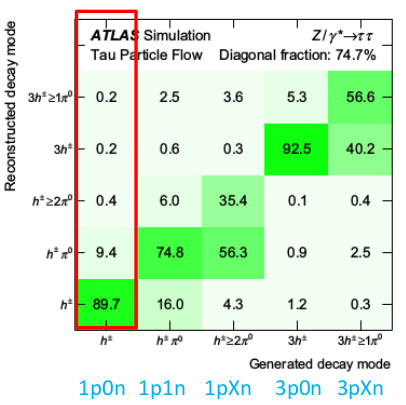 Reconstructed decay mode
ATLAS Simulation Z/γ*→ττ
Tau Particle Flow Diagonal fraction: 74.7%
3h±≥1π⁰ 0.2 2.5 3.6 5.3 56.6
3h± 0.2 0.6 0.3 92.5 40.2
h±≥2π⁰ 0.4 6.0 35.4 0.1 0.4
h± π⁰ 9.4 74.8 56.3 0.9 2.5
h± 89.7 16.0 4.3 1.2 0.3
h± h± π⁰ h±≥2π⁰ 3h± 3h±≥1π⁰
Generated decay mode
1p0n 1p1n 1pXn 3p0n 3pXn